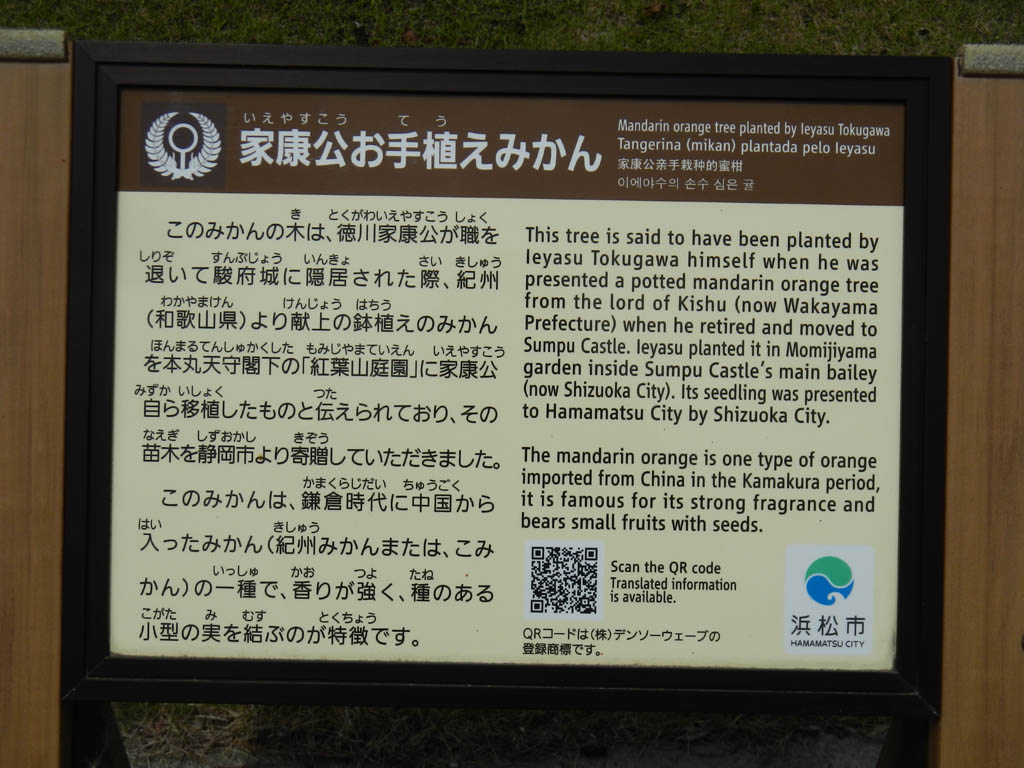 いえやすこう て う
家康公お手植えみかん
Mandarin orange tree planted by Ieyasu Tokugawa
Tangerina (mikan) plantada pelo Ieyasu
家康公亲手栽种的蜜柑
이에야수의 손수 심은 귤
き とくがわいえやすこう しょく
このみかんの木は、徳川家康公が職を
しりぞ すんぷじょう いんきょ さい きしゅう
退いて駿府城に隠居された際、紀州
わかやまけん けんじょう はちう
（和歌山県）より献上の鉢植えのみかん
ほんまるてんしゅかくした もみじやまていえん いえやすこう
を本丸天守閣下の「紅葉山庭園」に家康公
みずか いしょく つた
自ら移植したものと伝えられており、その
なえぎ しずおかし きぞう
苗木を静岡市より寄贈していただきました。
かまくらじだい ちゅうごく
このみかんは、鎌倉時代に中国から
はい きしゅう
入ったみかん（紀州みかんまたは、こみ
いっしゅ かお つよ たね
かん）の一種で、香りが強く、種のある
こがた み むす とくちょう
小型の実を結ぶのが特徴です。
This tree is said to have been planted by
Ieyasu Tokugawa himself when he was
presented a potted mandarin orange tree
from the lord of Kishu (now Wakayama
Prefecture) when he retired and moved to
Sumpu Castle. Ieyasu planted it in Momijiyama
garden inside Sumpu Castle's main bailey
(now Shizuoka City). Its seedling was presented
to Hamamatsu City by Shizuoka City.
The mandarin orange is one type of orange
imported from China in the Kamakura period,
it is famous for its strong fragrance and
bears small fruits with seeds.
Scan the QR code
Translated information
is available.
QRコードは（株）デンソーウェーブの
登録商標です。
浜松市
HAMAMATSU CITY